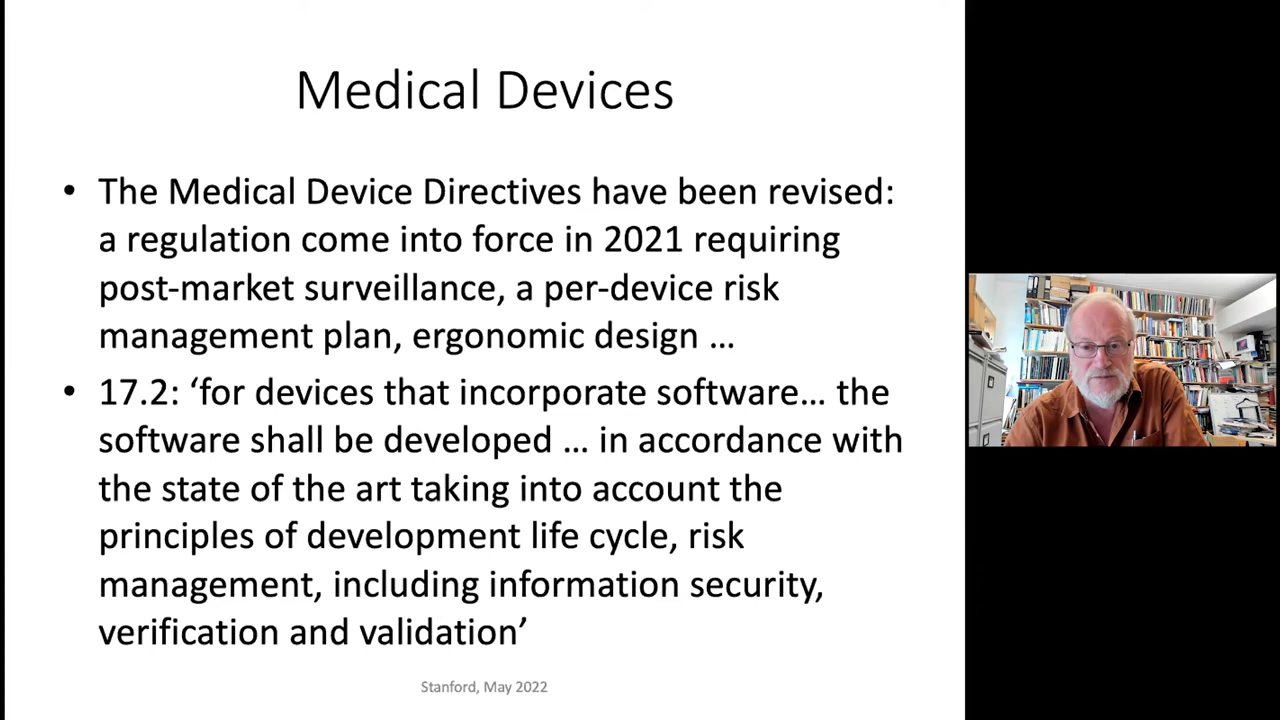 Medical Devices
• The Medical Device Directives have been revised:
a regulation come into force in 2021 requiring
post-market surveillance, a per-device risk
management plan, ergonomic design …
• 17.2: ‘for devices that incorporate software… the
software shall be developed … in accordance with
the state of the art taking into account the
principles of development life cycle, risk
management, including information security,
verification and validation’
Stanford, May 2022